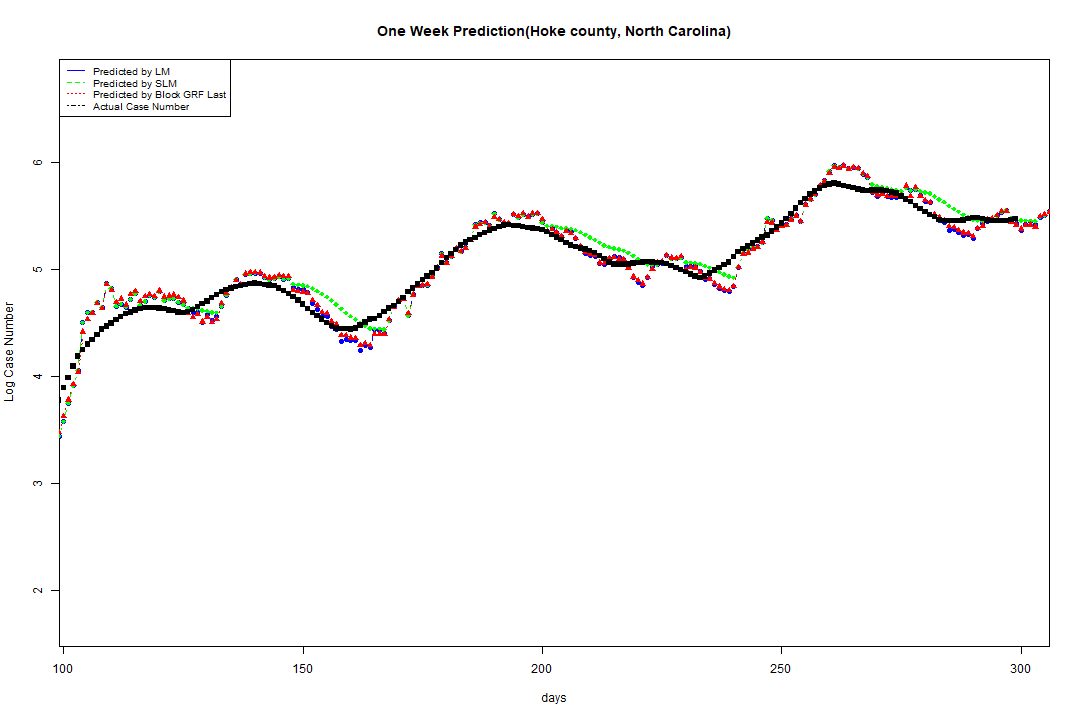 One Week Prediction(Hoke county, North Carolina)
Predicted by LM
Predicted by SLM
Predicted by Block GRF Last
Actual Case Number
6
5
4
3
2
Log Case Number
100 150 200 250 300
days